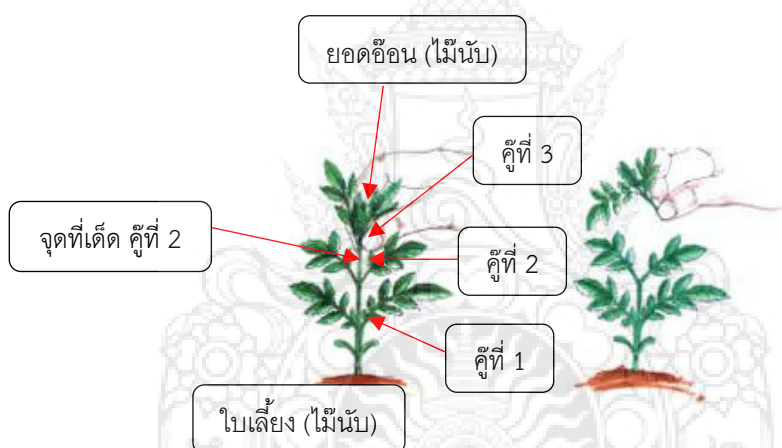 ยอดอ๊อน (ไม๊นับ)
คู๊ที่ 3
จุดที่เด็ด คู๊ที่ 2
คู๊ที่ 2
คู๊ที่ 1
ใบเลี้ยง (ไม๊นับ)